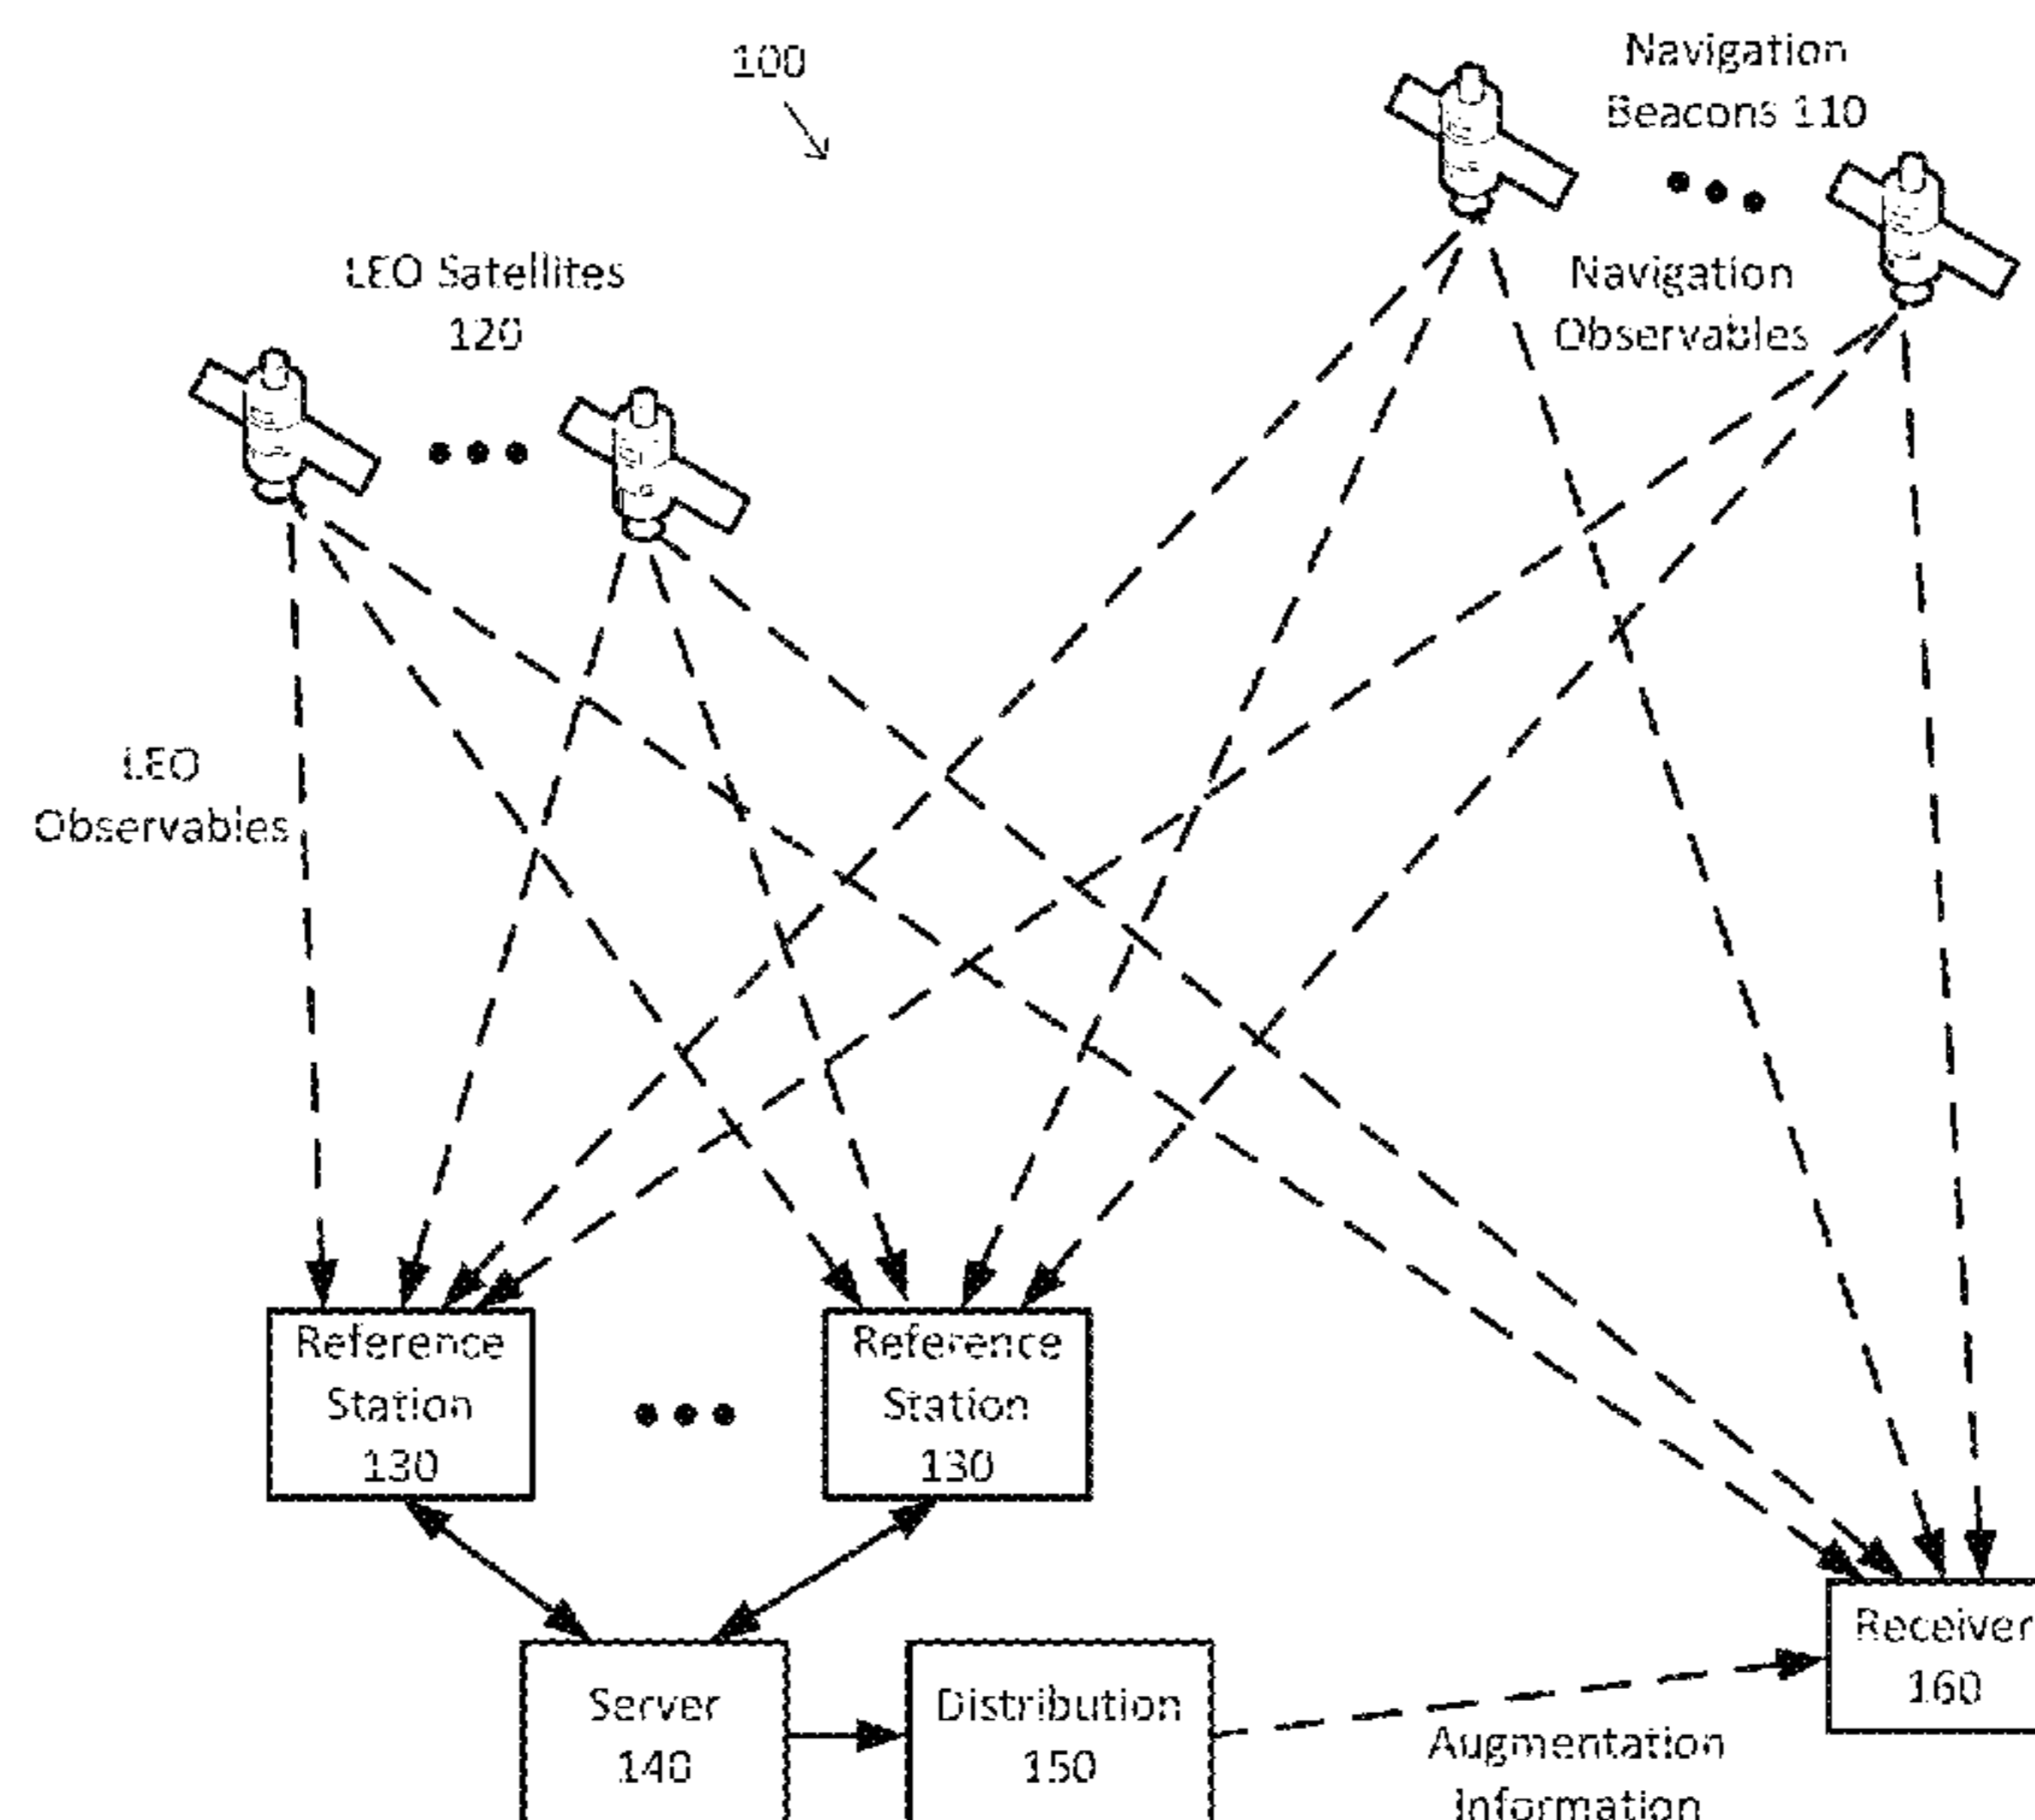 100
Navigation
Beacons 110
LEO Satellites
120
Navigation
Observables
LEO
Observables
Reference
Station
130
Reference
Station
130
Receiver
160
Server
140
Distribution
150
Augmentation
Information